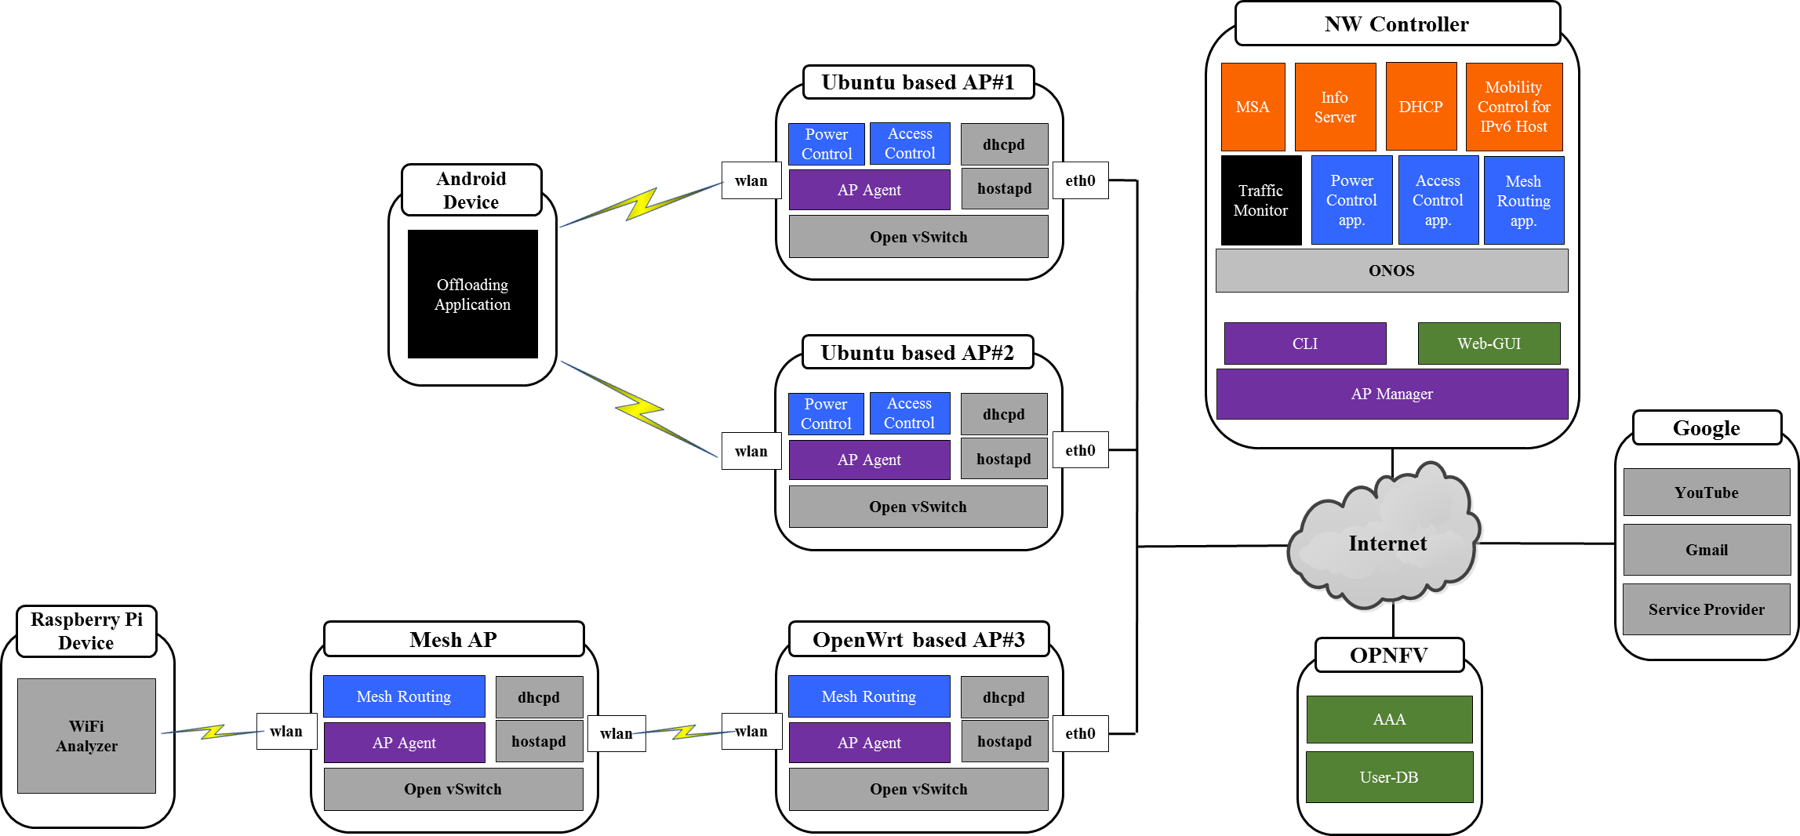 NW Controller
MSA
Info
Server
DHCP
Mobility
Control for
IPv6 Host
Traffic
Monitor
Power
Control
app.
Access
Control
app.
Mesh
Routing
app.
ONOS
CLI
Web-GUI
AP Manager
Ubuntu based AP#1
Power
Control
Access
Control
dhcpd
AP Agent
hostapd
Open vSwitch
wlan
eth0
Android
Device
Offloading
Application
Ubuntu based AP#2
Power
Control
Access
Control
dhcpd
AP Agent
hostapd
Open vSwitch
wlan
eth0
Internet
Google
YouTube
Gmail
Service Provider
Raspberry Pi
Device
WiFi
Analyzer
Mesh AP
Mesh Routing
dhcpd
AP Agent
hostapd
Open vSwitch
wlan
wlan
OpenWrt based AP#3
Mesh Routing
dhcpd
AP Agent
hostapd
Open vSwitch
wlan
eth0
OPNFV
AAA
User-DB